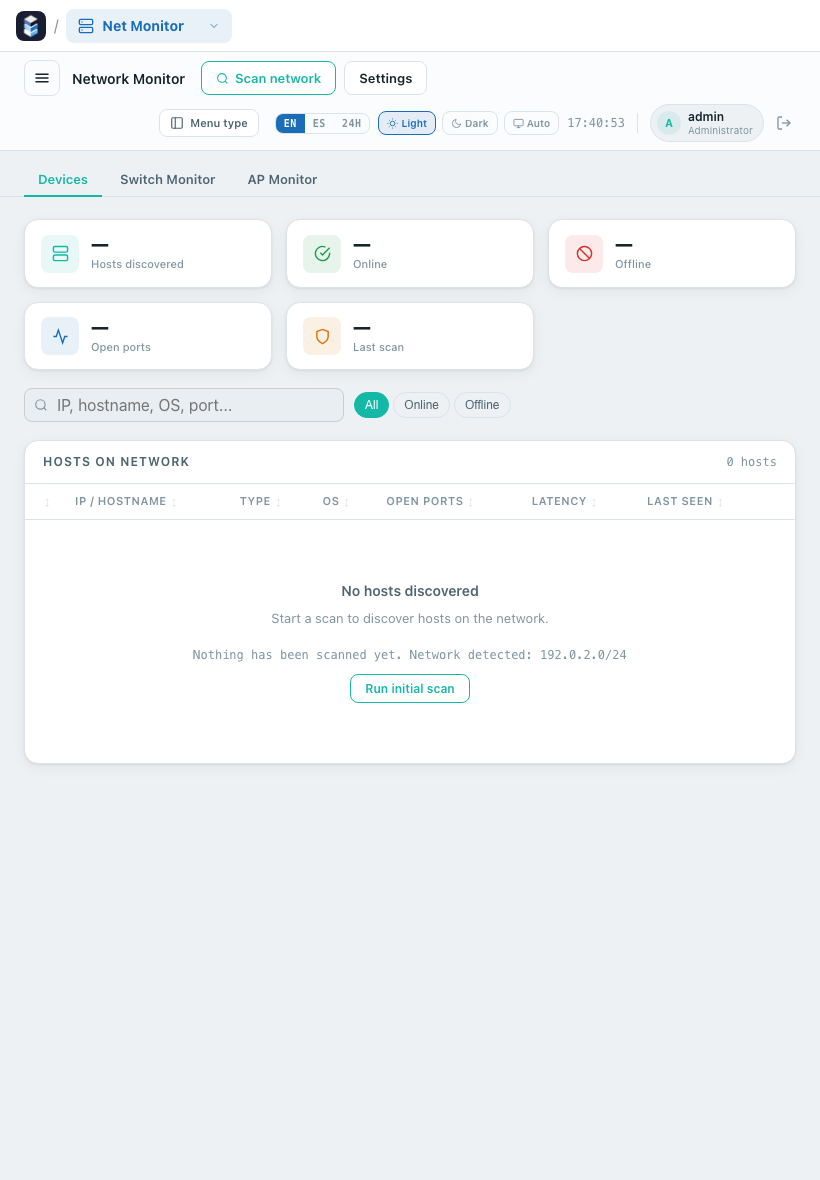 / Net Monitor
Network Monitor Scan network Settings
Menu type EN ES 24H Light Dark Auto 17:40:53 A admin
Administrator
Devices Switch Monitor AP Monitor
—
Hosts discovered
—
Online
—
Offline
—
Open ports
—
Last scan
IP, hostname, OS, port... All Online Offline
HOSTS ON NETWORK 0 hosts
IP / HOSTNAME TYPE OS OPEN PORTS LATENCY LAST SEEN
No hosts discovered
Start a scan to discover hosts on the network.
Nothing has been scanned yet. Network detected: 192.0.2.0/24
Run initial scan